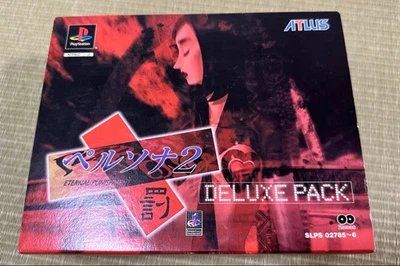 PlayStation
ATLUS
ペルソナ2
ETERNAL PUNISHMENT
罰
DELUXE PACK
SLPS 02785~6